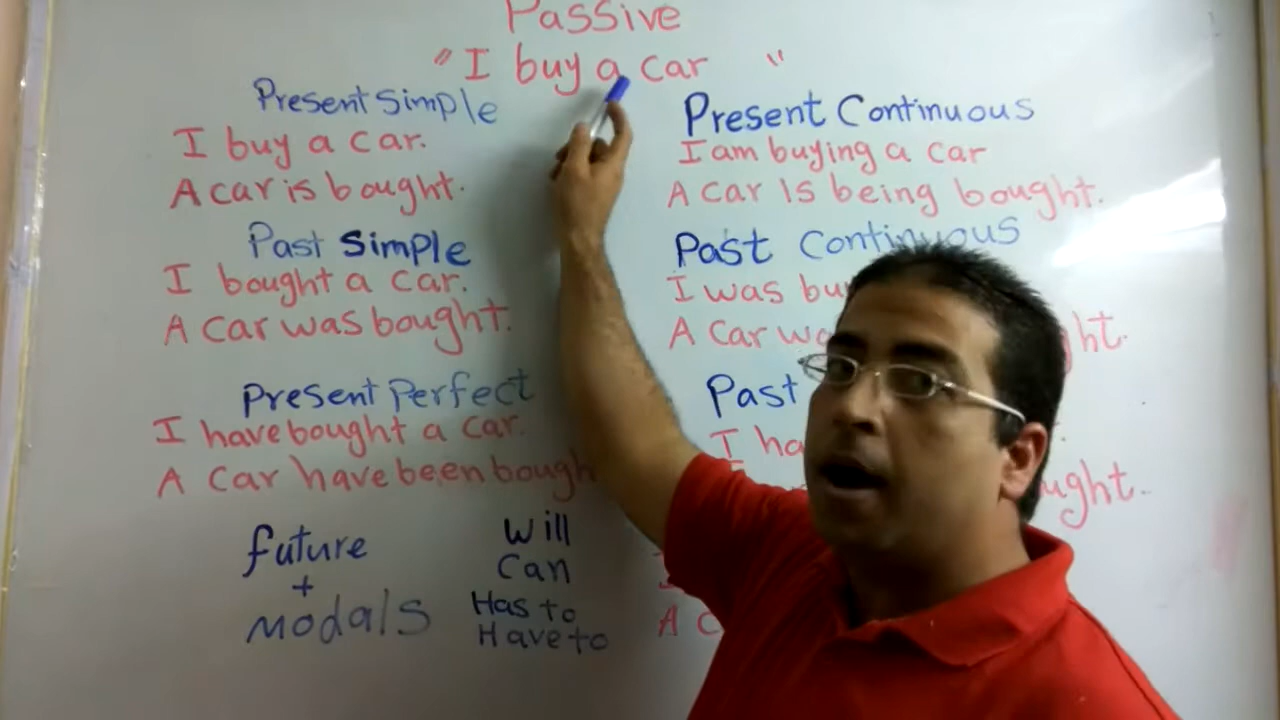 Passive
"I buy a car "
Present Simple
I buy a car.
A car is bought.
Past Simple
I bought a car.
A car was bought.
Present Perfect
I have bought a car.
A car have been bough
future
+
modals
Will
Can
Has to
Have to
Present Continuous
I am buying a car
A car Is being bought.
Past Continuous
I was bu
A car wa ht.
Past
I ha
ught.
A c